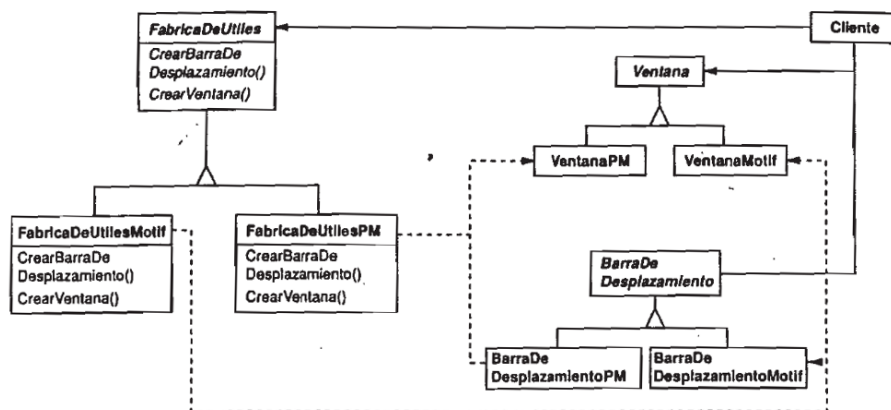 FabricaDeUtiles
CrearBarraDe
Desplazamiento()
CrearVentana()
Cliente
Ventana
VentanaPM
VentanaMotif
FabricaDeUtilesMotif
CrearBarraDe
Desplazamiento()
CrearVentana()
FabricaDeUtilesPM
CrearBarraDe
Desplazamiento()
CrearVentana()
BarraDe
Desplazamiento
BarraDe
DesplazamientoPM
BarraDe
DesplazamientoMotif